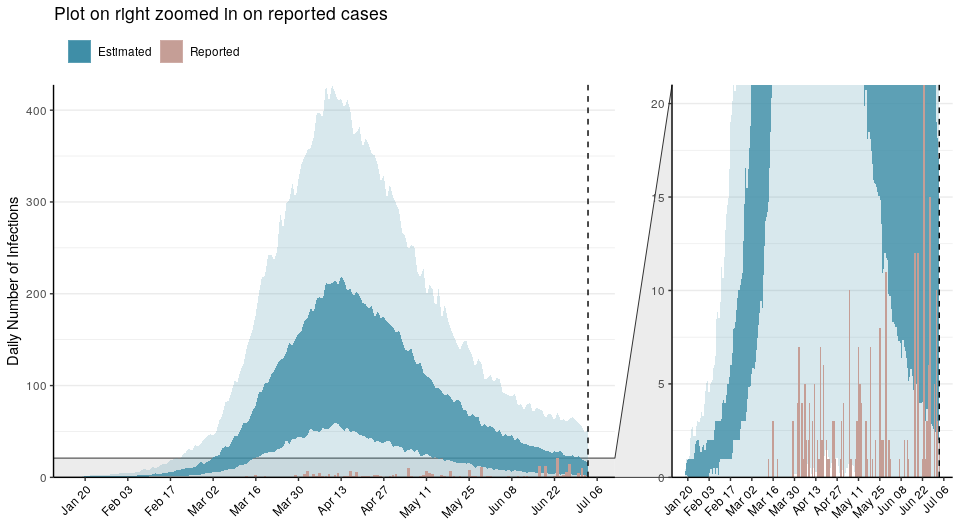 Plot on right zoomed in on reported cases
Estimated Reported
Daily Number of Infections
400
300
200
100
0
Jan 20 Feb 03 Feb 17 Mar 02 Mar 16 Mar 30 Apr 13 Apr 27 May 11 May 25 Jun 08 Jun 22 Jul 06
20
15
10
5
0
Jan 20 Feb 03 Feb 17 Mar 02 Mar 16 Mar 30 Apr 13 Apr 27 May 11 May 25 Jun 08 Jun 22 Jul 06